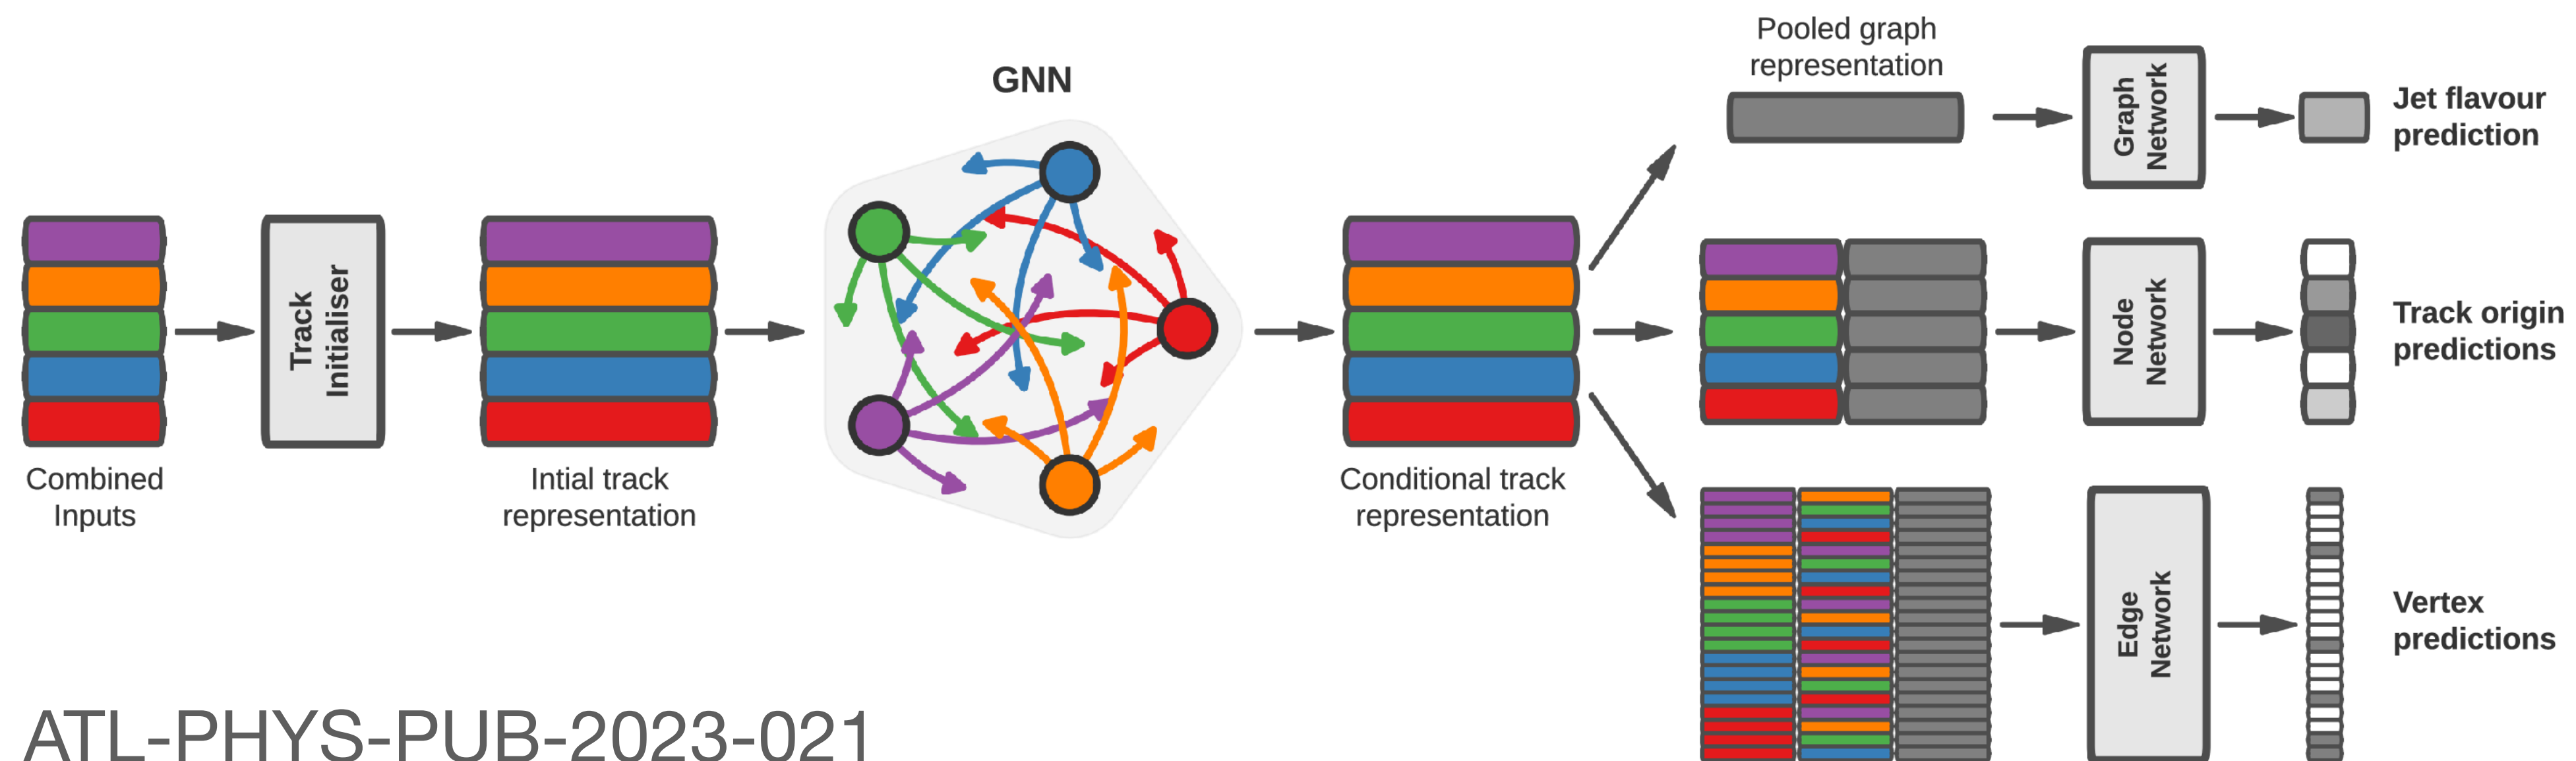 GNN
Combined
Inputs
Track
Initialiser
Intial track
representation
Conditional track
representation
Pooled graph
representation
Graph
Network
Jet flavour
prediction
Node
Network
Track origin
predictions
Edge
Network
Vertex
predictions
ATL-PHYS-PUB-2023-021